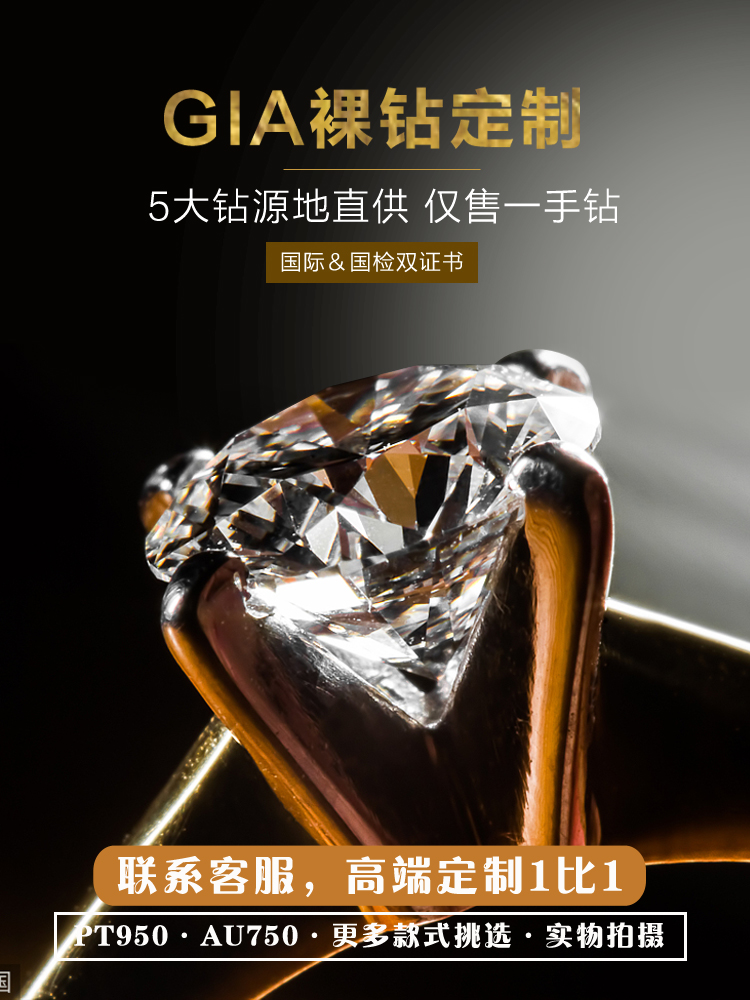 GIA裸钻定制
5大钻源地直供 仅售一手钻
国际&国检双证书
联系客服，高端定制1比1
PT950·AU750·更多款式挑选·实物拍摄
国